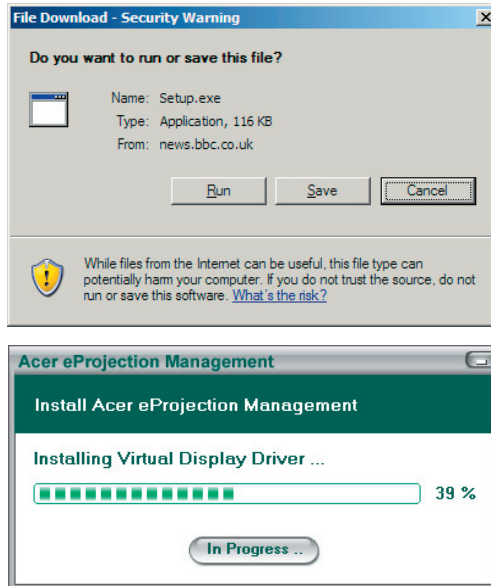 File Download - Security Warning
Do you want to run or save this file?
Name: Setup.exe
Type: Application, 116 KB
From: news.bbc.co.uk
Run Save Cancel
While files from the Internet can be useful, this file type can
potentially harm your computer. If you do not trust the source, do not
run or save this software. What's the risk?
Acer eProjection Management
Install Acer eProjection Management
Installing Virtual Display Driver ...
39 %
In Progress ..